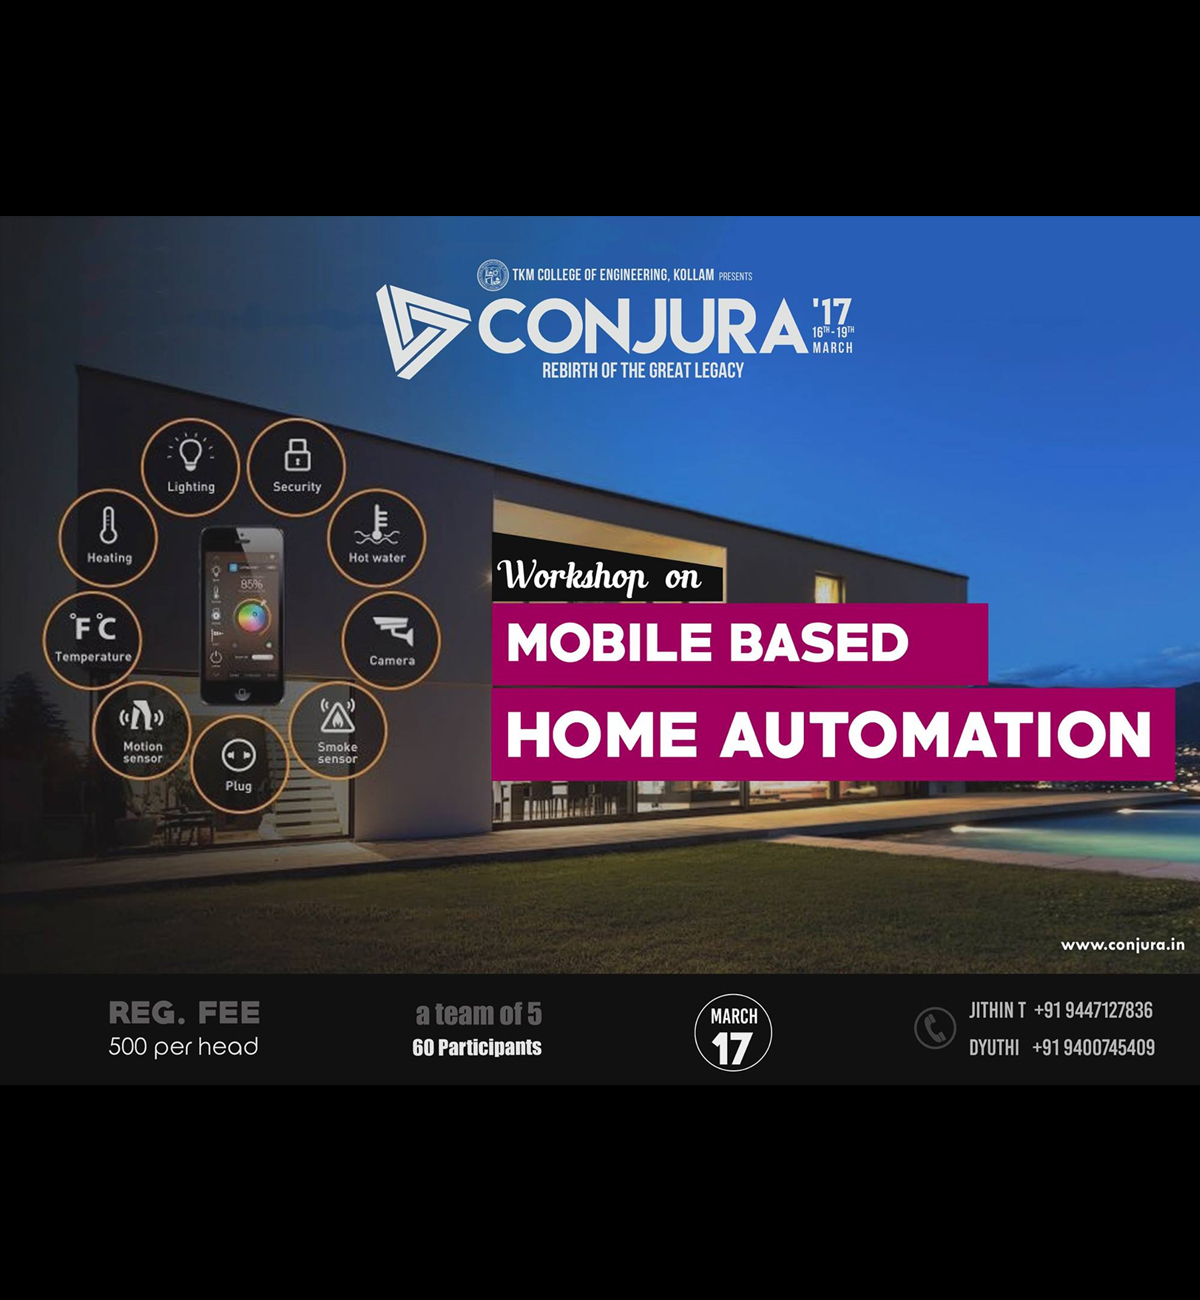 TKM COLLEGE OF ENGINEERING, KOLLAM PRESENTS
CONJURA '17
16TH-19TH
MARCH
REBIRTH OF THE GREAT LEGACY
Lighting
Security
Heating
Hot water
°F°C
Temperature
Camera
Motion
sensor
Smoke
sensor
Plug
85%
Workshop on
MOBILE BASED
HOME AUTOMATION
www.conjura.in
REG. FEE
500 per head
a team of 5
60 Participants
MARCH
17
JITHIN T +91 9447127836
DYUTHI +91 9400745409